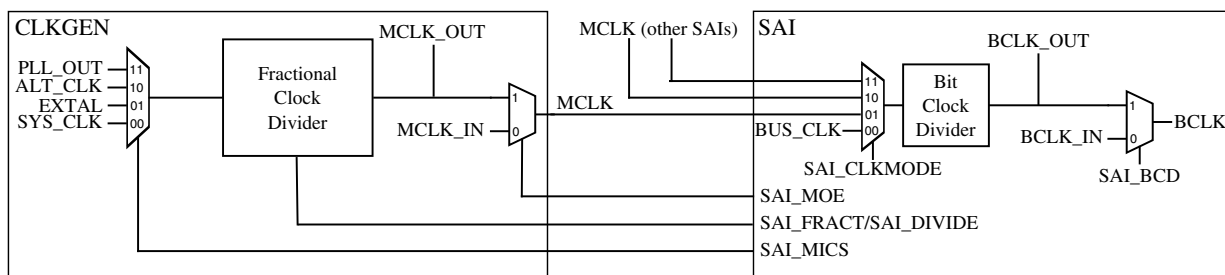 CLKGEN
PLL_OUT
ALT_CLK
EXTAL
SYS_CLK
11
10
01
00
Fractional
Clock
Divider
MCLK_OUT
MCLK_IN
1
0
MCLK
MCLK (other SAIs)
SAI
BUS_CLK
11
10
01
00
SAI_CLKMODE
Bit
Clock
Divider
BCLK_OUT
BCLK_IN
1
0
BCLK
SAI_BCD
SAI_MOE
SAI_FRACT/SAI_DIVIDE
SAI_MICS